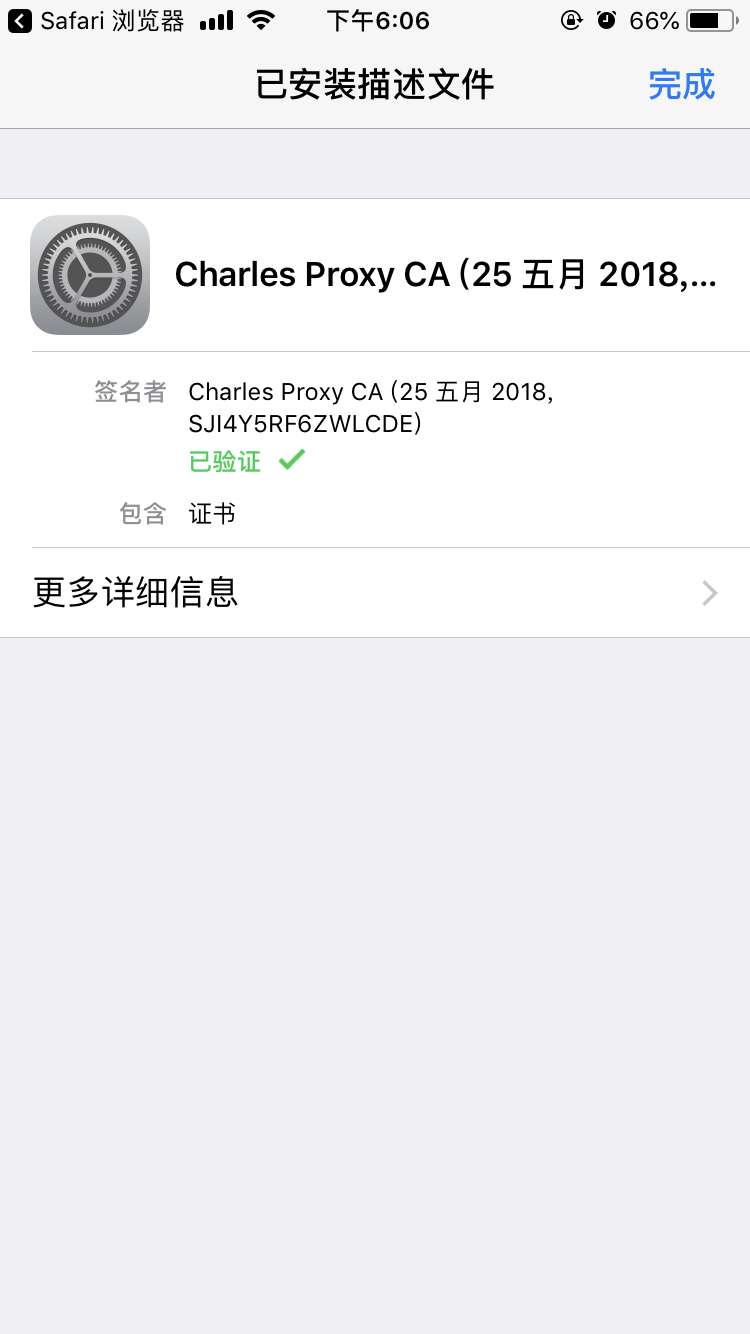 Safari 浏览器 下午6:06 66%
已安装描述文件 完成
Charles Proxy CA (25 五月 2018,...
签名者 Charles Proxy CA (25 五月 2018,
SJI4Y5RF6ZWLCDE)
已验证
包含 证书
更多详细信息